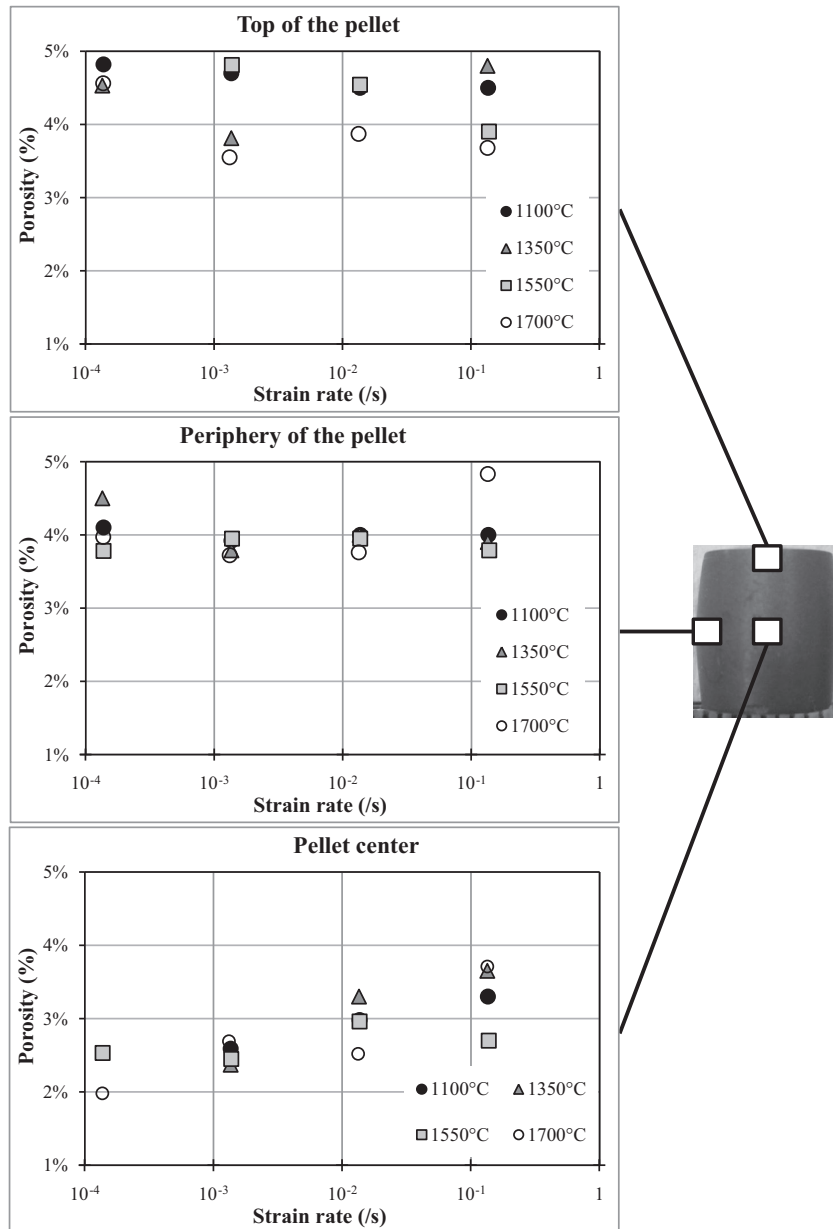 Top of the pellet
Porosity (%)
5%
4%
3%
2%
1%
1100°C
1350°C
1550°C
1700°C
10⁻⁴ 10⁻³ 10⁻² 10⁻¹ 1
Strain rate (/s)
Periphery of the pellet
Porosity (%)
5%
4%
3%
2%
1%
1100°C
1350°C
1550°C
1700°C
10⁻⁴ 10⁻³ 10⁻² 10⁻¹ 1
Strain rate (/s)
Pellet center
Porosity (%)
5%
4%
3%
2%
1%
1100°C 1350°C
1550°C 1700°C
10⁻⁴ 10⁻³ 10⁻² 10⁻¹ 1
Strain rate (/s)